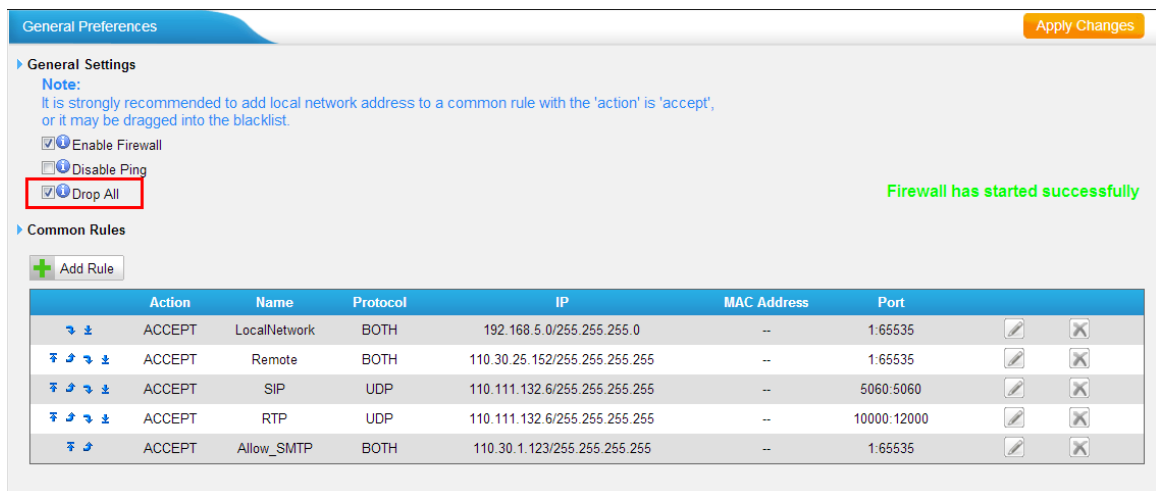 General Preferences
Apply Changes
General Settings
Note:
It is strongly recommended to add local network address to a common rule with the 'action' is 'accept',
or it may be dragged into the blacklist.
Enable Firewall
Disable Ping
Drop All
Firewall has started successfully
Common Rules
Add Rule
Action Name Protocol IP MAC Address Port
ACCEPT LocalNetwork BOTH 192.168.5.0/255.255.255.0 -- 1:65535
ACCEPT Remote BOTH 110.30.25.152/255.255.255.255 -- 1:65535
ACCEPT SIP UDP 110.111.132.6/255.255.255.255 -- 5060:5060
ACCEPT RTP UDP 110.111.132.6/255.255.255.255 -- 10000:12000
ACCEPT Allow_SMTP BOTH 110.30.1.123/255.255.255.255 -- 1:65535